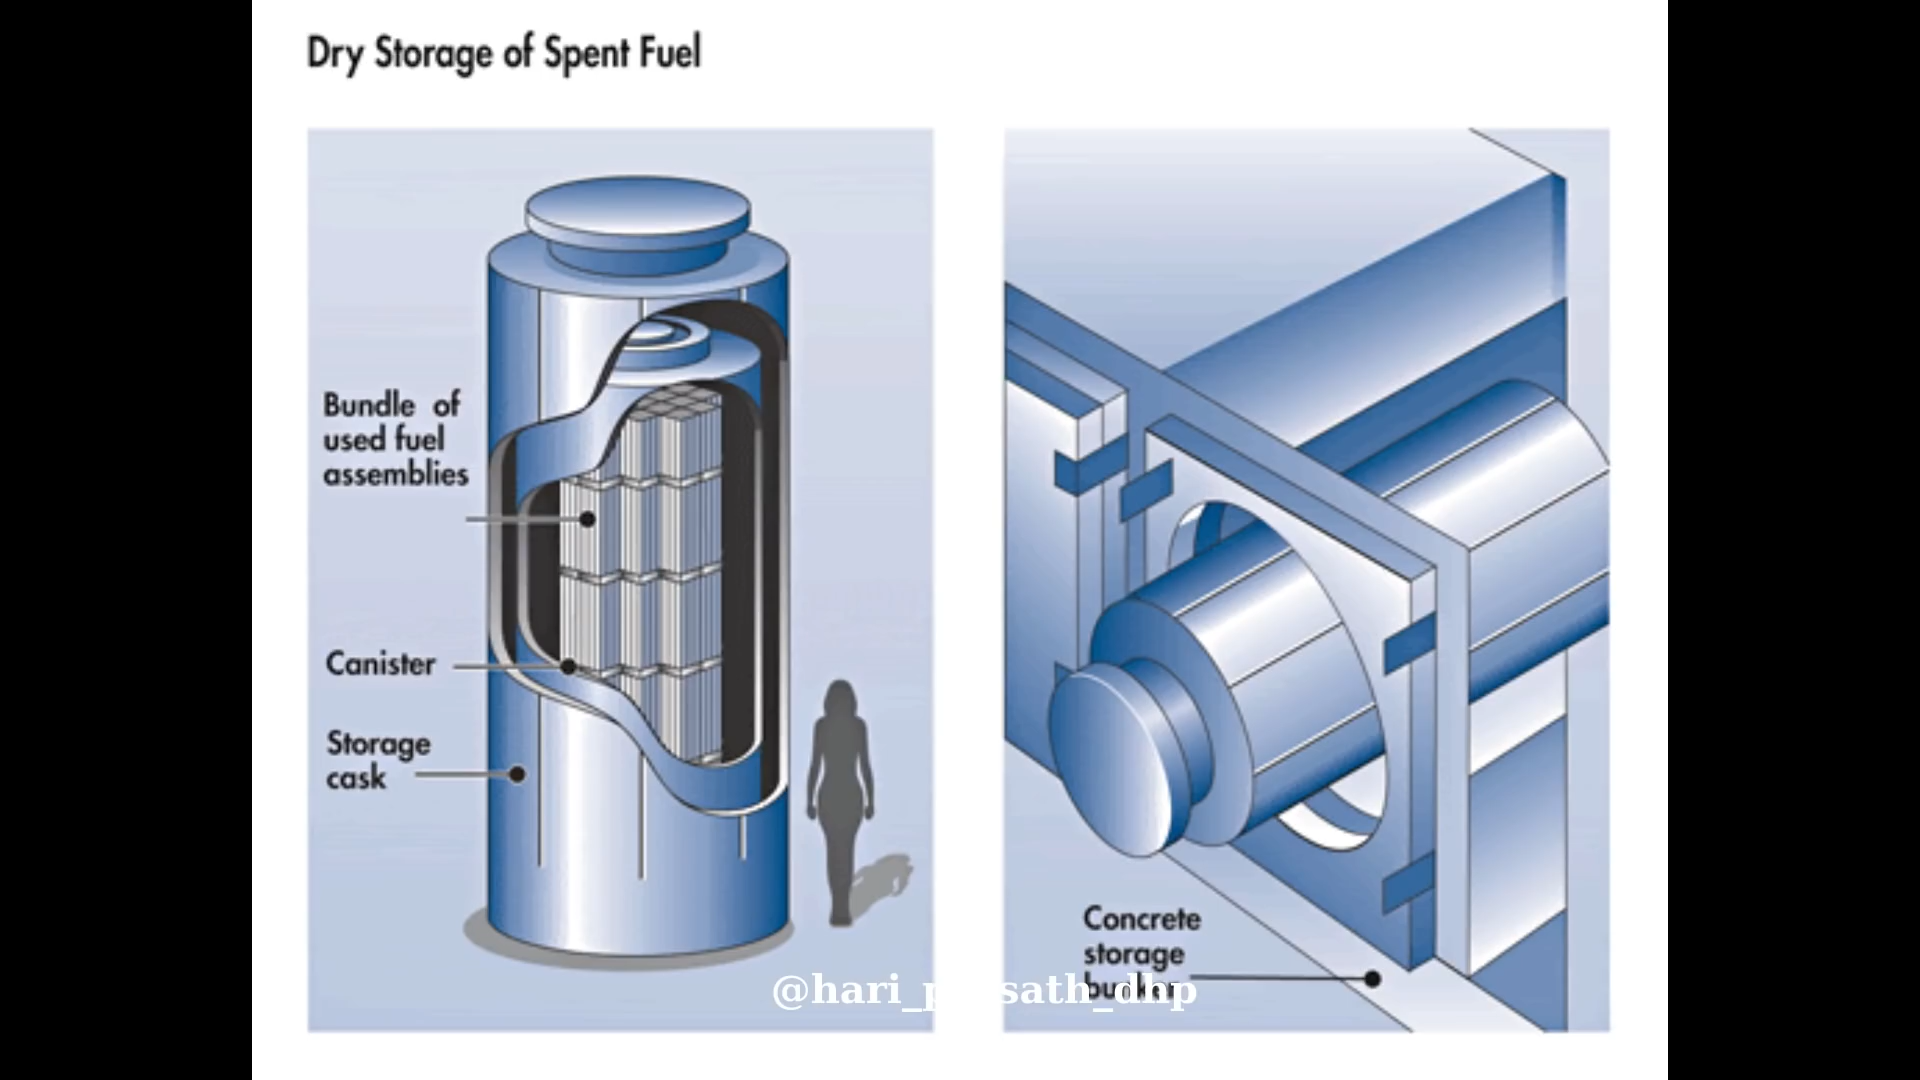 Dry Storage of Spent Fuel
Bundle of
used fuel
assemblies
Canister
Storage
cask
Concrete
storage